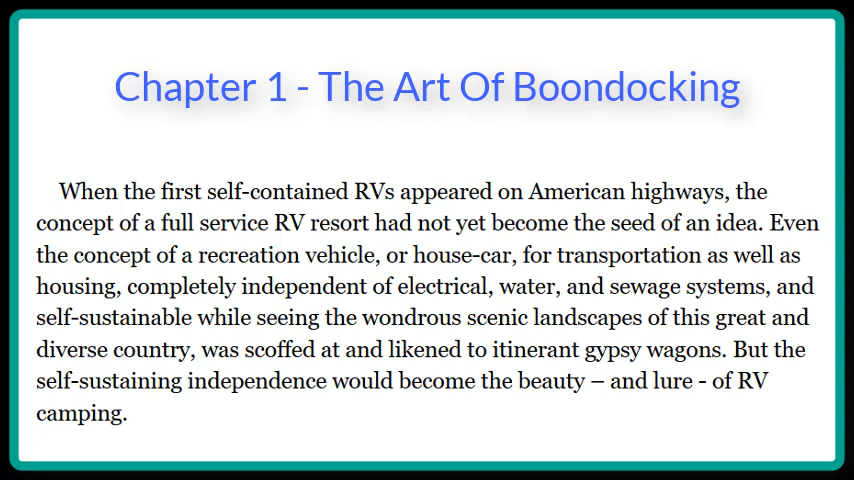 Chapter 1 - The Art Of Boondocking
When the first self-contained RVs appeared on American highways, the
concept of a full service RV resort had not yet become the seed of an idea. Even
the concept of a recreation vehicle, or house-car, for transportation as well as
housing, completely independent of electrical, water, and sewage systems, and
self-sustainable while seeing the wondrous scenic landscapes of this great and
diverse country, was scoffed at and likened to itinerant gypsy wagons. But the
self-sustaining independence would become the beauty – and lure - of RV
camping.